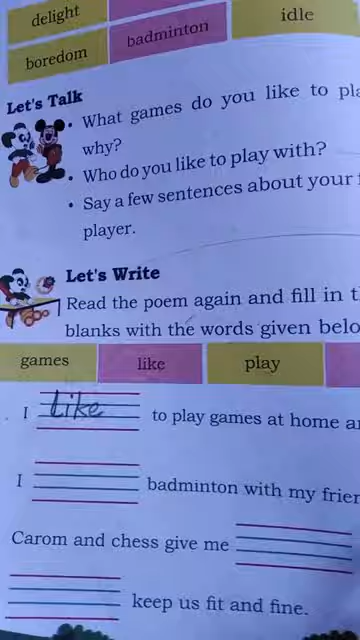 delight
badminton
idle
boredom
Let's Talk
• What games do you like to
why?
• Who do you like to play with?
• Say a few sentences about your
player.
Let's Write
Read the poem again and fill in
blanks with the words given
games like play
I Like to play games at home
I badminton with my
Carom and chess give me
keep us fit and fine.